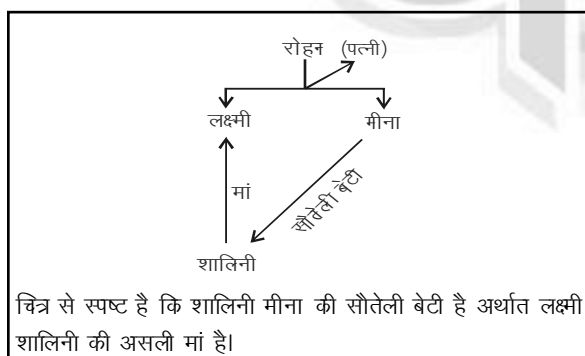 रोहन (पत्नी)
लक्ष्मी मीना
मां सौतेली बेटी
शालिनी
चित्र से स्पष्ट है कि शालिनी मीना की सौतेली बेटी है अर्थात लक्ष्मी
शालिनी की असली मां है।